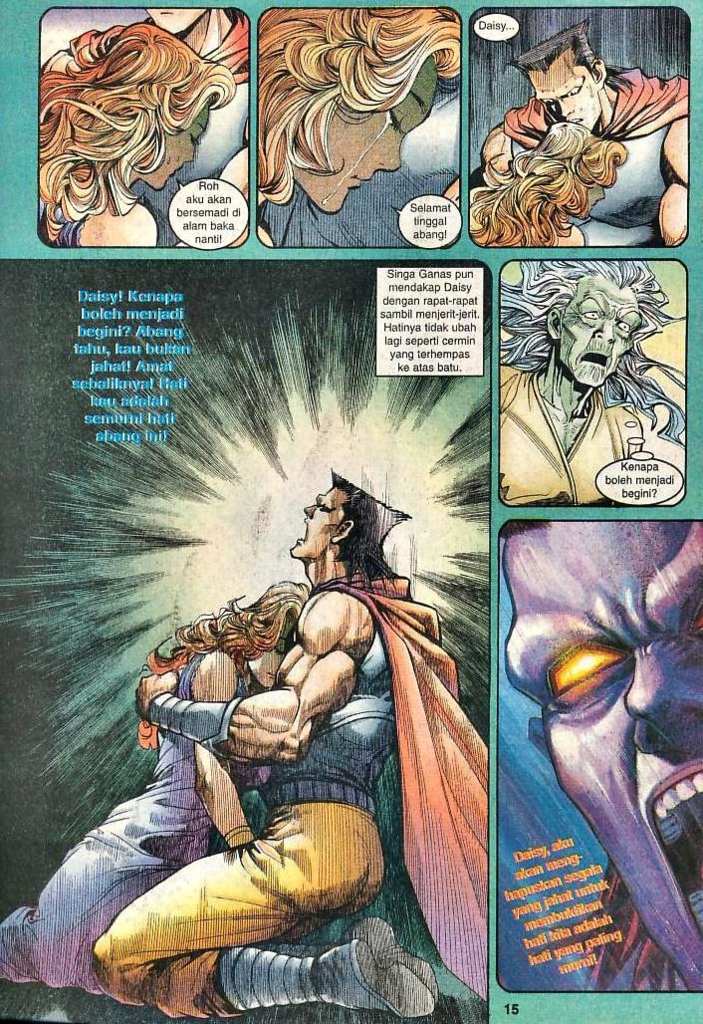 Roh
aku akan
bersemadi di
alam baka
nanti!
Selamat
tinggal
abang!
Daisy...
Daisy! Kenapa
boleh menjadi
begini? Abang
tahu, kau bukan
jahat! Amat
sebaliknya! Hati
kau adalah
semurni hati
abang ini!
Singa Ganas pun
mendakap Daisy
dengan rapat-rapat
sambil menjerit-jerit.
Hatinya tidak ubah
lagi seperti cermin
yang terhempas
ke atas batu.
Kenapa
boleh menjadi
begini?
Daisy, aku
akan meng-
hapuskan segala
yang jahat untuk
membuktikan
hati kita adalah
hati yang paling
murni!
15